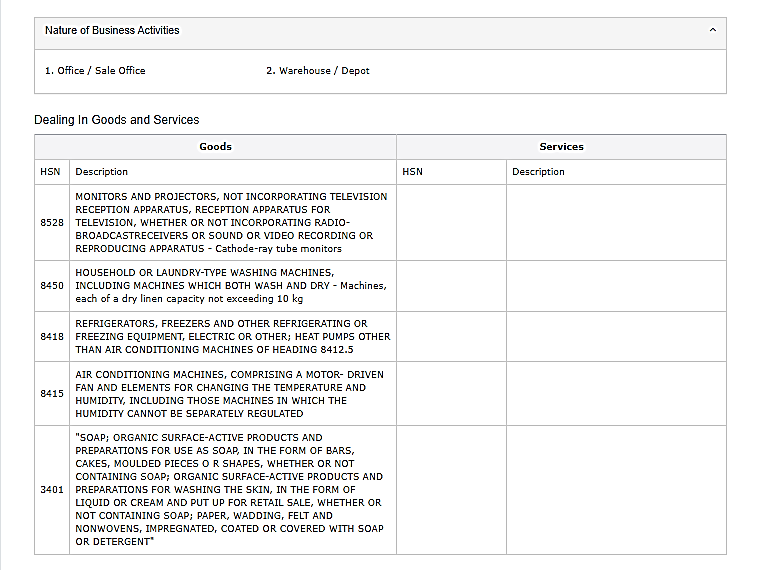 Nature of Business Activities
1. Office / Sale Office 2. Warehouse / Depot
Dealing In Goods and Services
Goods Services
HSN Description HSN Description
8528
MONITORS AND PROJECTORS, NOT INCORPORATING TELEVISION
RECEPTION APPARATUS, RECEPTION APPARATUS FOR
TELEVISION, WHETHER OR NOT INCORPORATING RADIO-
BROADCASTRECEIVERS OR SOUND OR VIDEO RECORDING OR
REPRODUCING APPARATUS - Cathode-ray tube monitors
8450
HOUSEHOLD OR LAUNDRY-TYPE WASHING MACHINES,
INCLUDING MACHINES WHICH BOTH WASH AND DRY - Machines,
each of a dry linen capacity not exceeding 10 kg
8418
REFRIGERATORS, FREEZERS AND OTHER REFRIGERATING OR
FREEZING EQUIPMENT, ELECTRIC OR OTHER; HEAT PUMPS OTHER
THAN AIR CONDITIONING MACHINES OF HEADING 8412.5
8415
AIR CONDITIONING MACHINES, COMPRISING A MOTOR- DRIVEN
FAN AND ELEMENTS FOR CHANGING THE TEMPERATURE AND
HUMIDITY, INCLUDING THOSE MACHINES IN WHICH THE
HUMIDITY CANNOT BE SEPARATELY REGULATED
3401
"SOAP; ORGANIC SURFACE-ACTIVE PRODUCTS AND
PREPARATIONS FOR USE AS SOAP, IN THE FORM OF BARS,
CAKES, MOULDED PIECES O R SHAPES, WHETHER OR NOT
CONTAINING SOAP; ORGANIC SURFACE-ACTIVE PRODUCTS AND
PREPARATIONS FOR WASHING THE SKIN, IN THE FORM OF
LIQUID OR CREAM AND PUT UP FOR RETAIL SALE, WHETHER OR
NOT CONTAINING SOAP; PAPER, WADDING, FELT AND
NONWOVENS, IMPREGNATED, COATED OR COVERED WITH SOAP
OR DETERGENT"